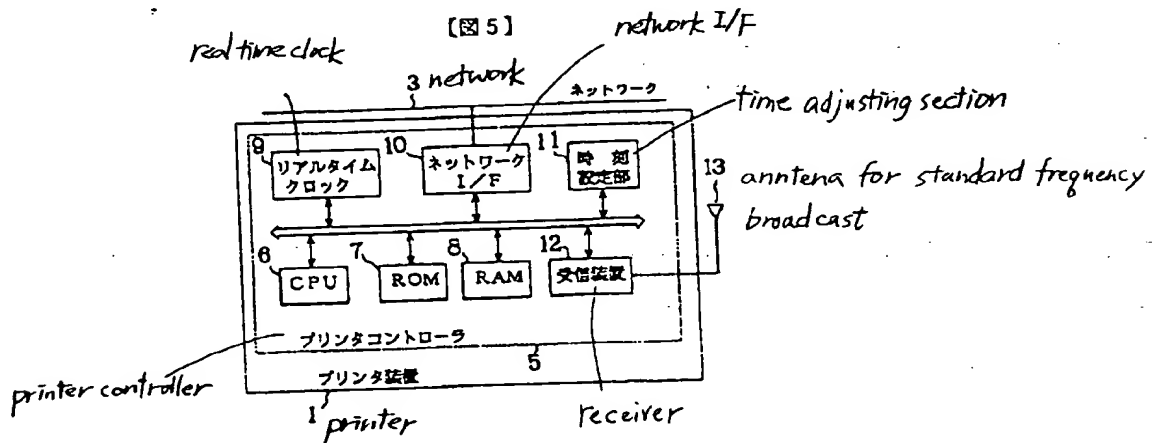 【図5】
real time clock
network I/F
3 network
ネットワーク
time adjusting section
9
リアルタイム
クロック
10
ネットワーク
I/F
11
時刻
設定部
13
anntena for standard frequency
broadcast
6
CPU
7
ROM
8
RAM
12
受信装置
プリンタコントローラ
5
printer controller
プリンタ装置
1 printer
receiver